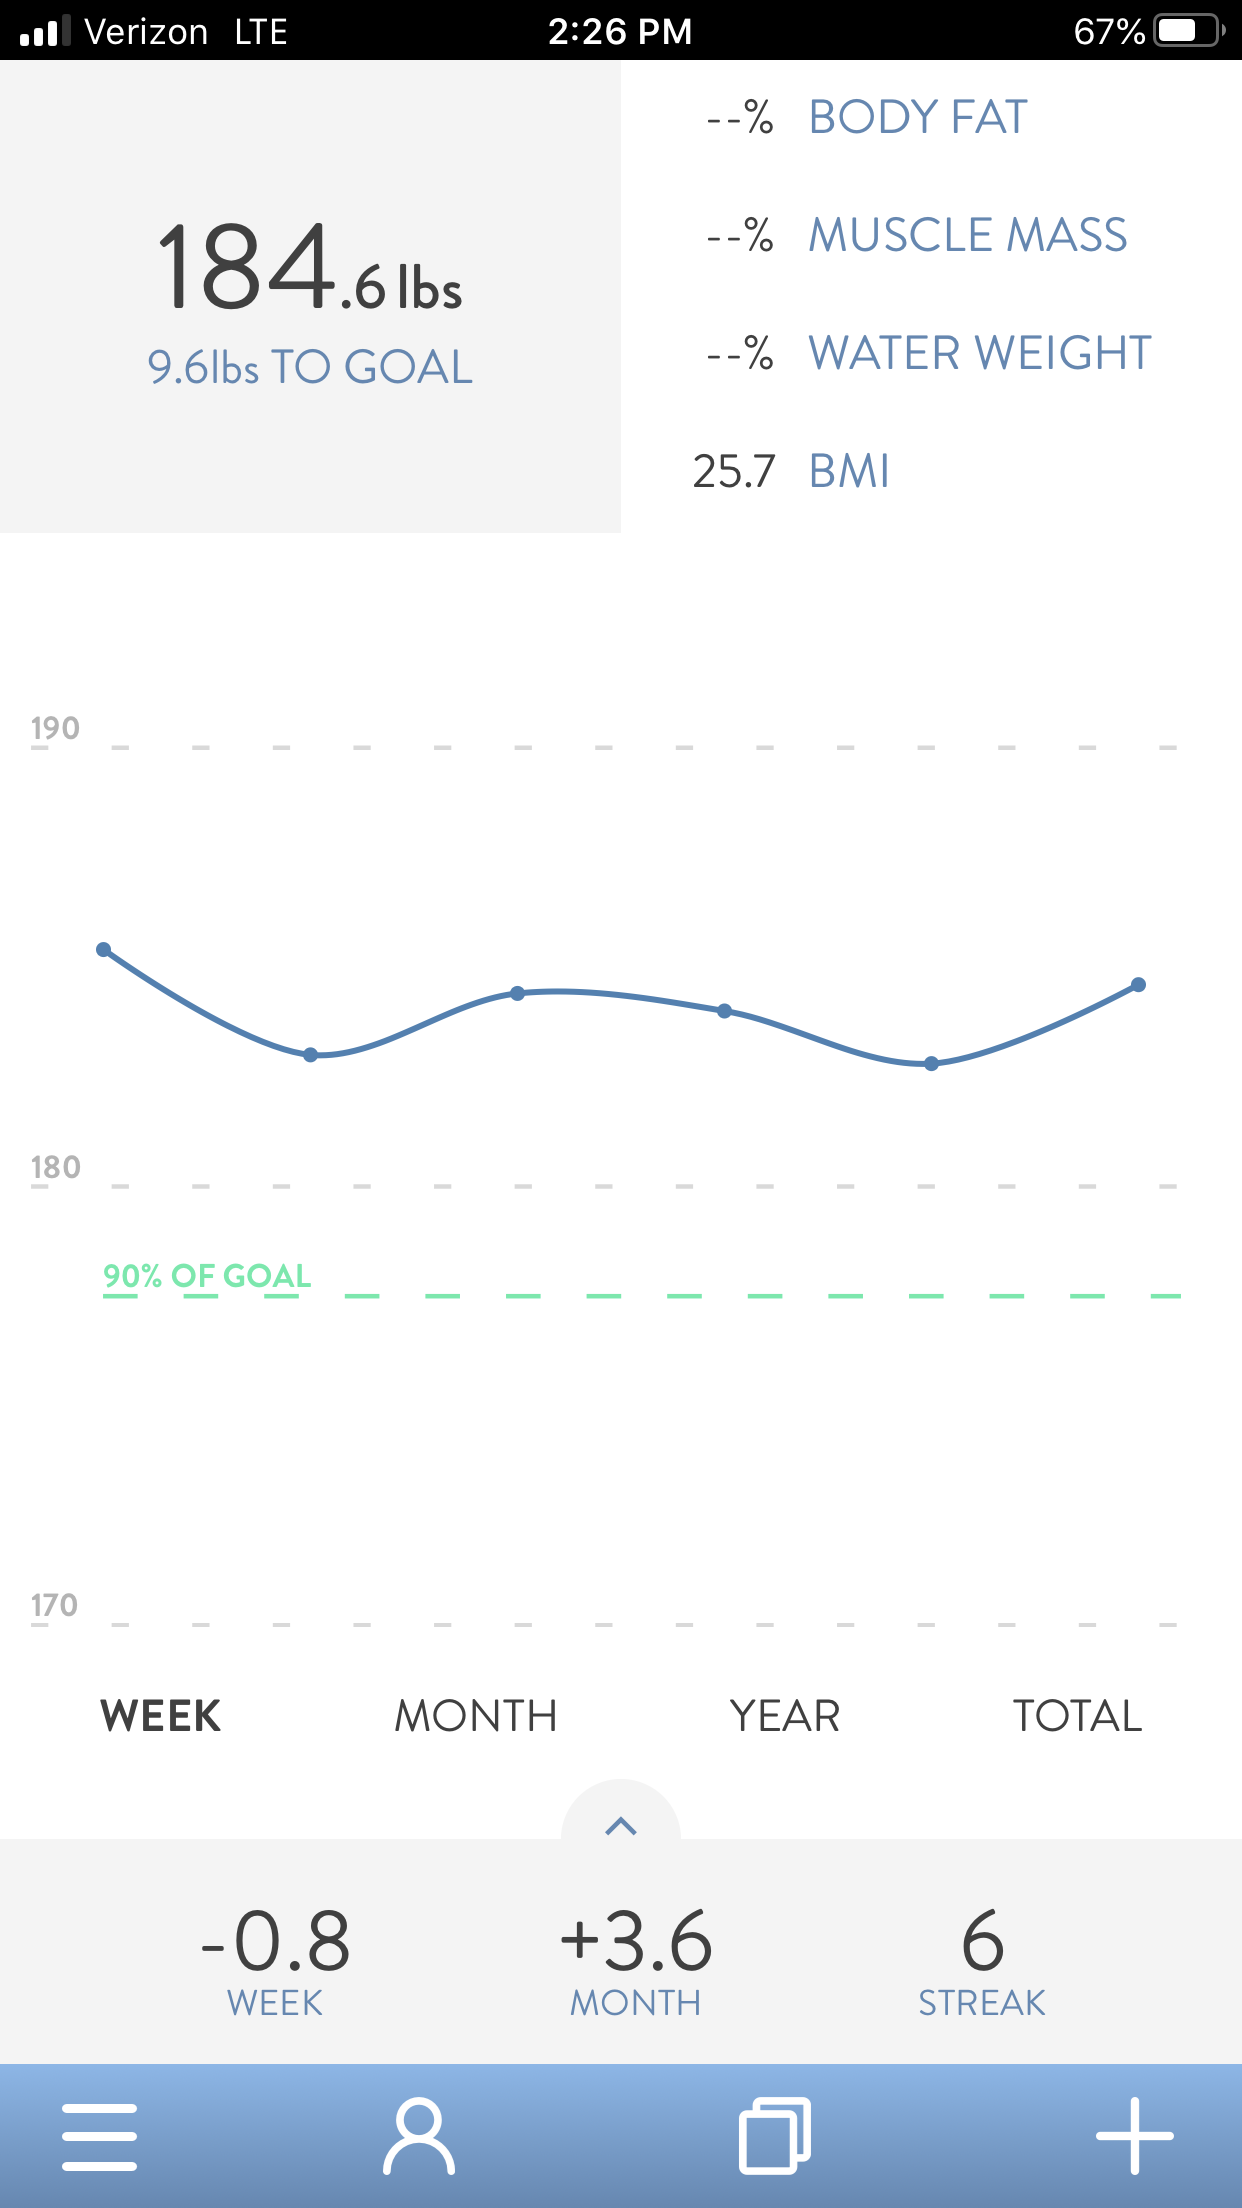 Verizon LTE 2:26 PM 67%
184.6 lbs
9.6lbs TO GOAL
--% BODY FAT
--% MUSCLE MASS
--% WATER WEIGHT
25.7 BMI
190
180
90% OF GOAL
170
WEEK MONTH YEAR TOTAL
-0.8 +3.6 6
WEEK MONTH STREAK